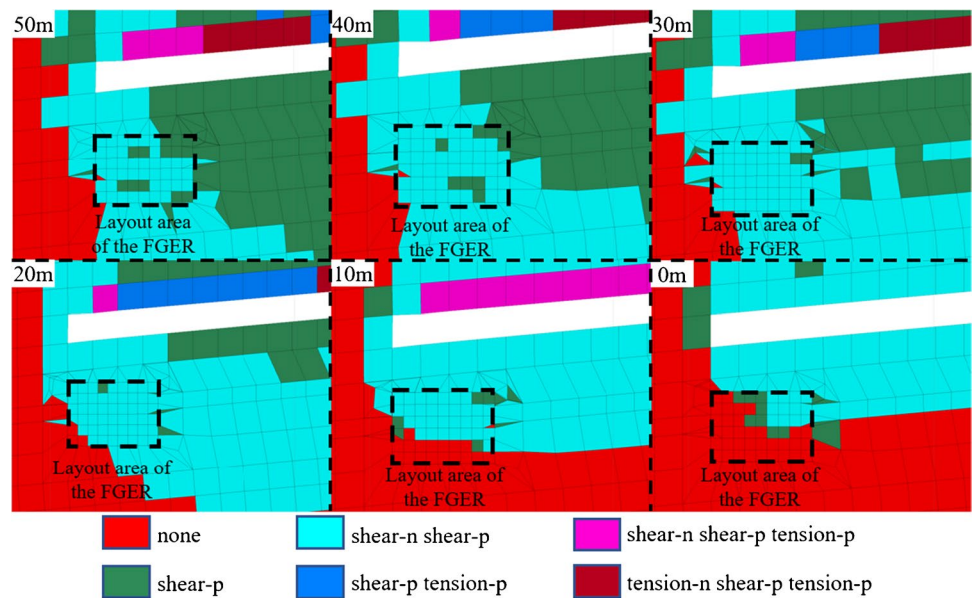 50m
40m
30m
Layout area
of the FGER
Layout area of
the FGER
Layout area of
the FGER
20m
10m
0m
Layout area of
the FGER
Layout area of
the FGER
Layout area of
the FGER
none
shear-n shear-p
shear-n shear-p tension-p
shear-p
shear-p tension-p
tension-n shear-p tension-p